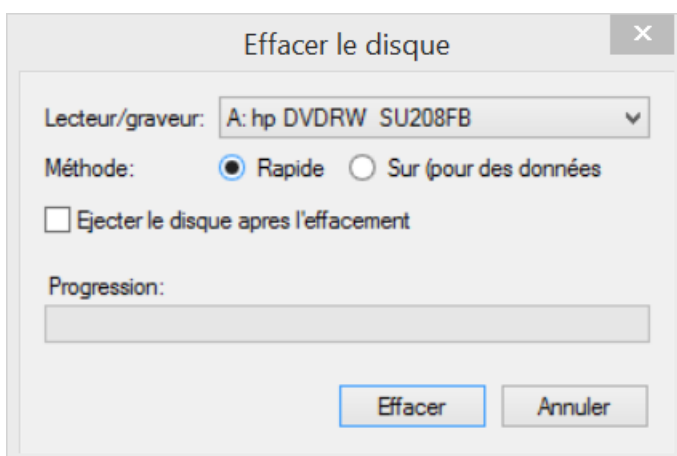 Effacer le disque
Lecteur/graveur: A: hp DVDRW SU208FB
Méthode: Rapide Sur (pour des données
Ejecter le disque apres l'effacement
Progression:
Effacer Annuler